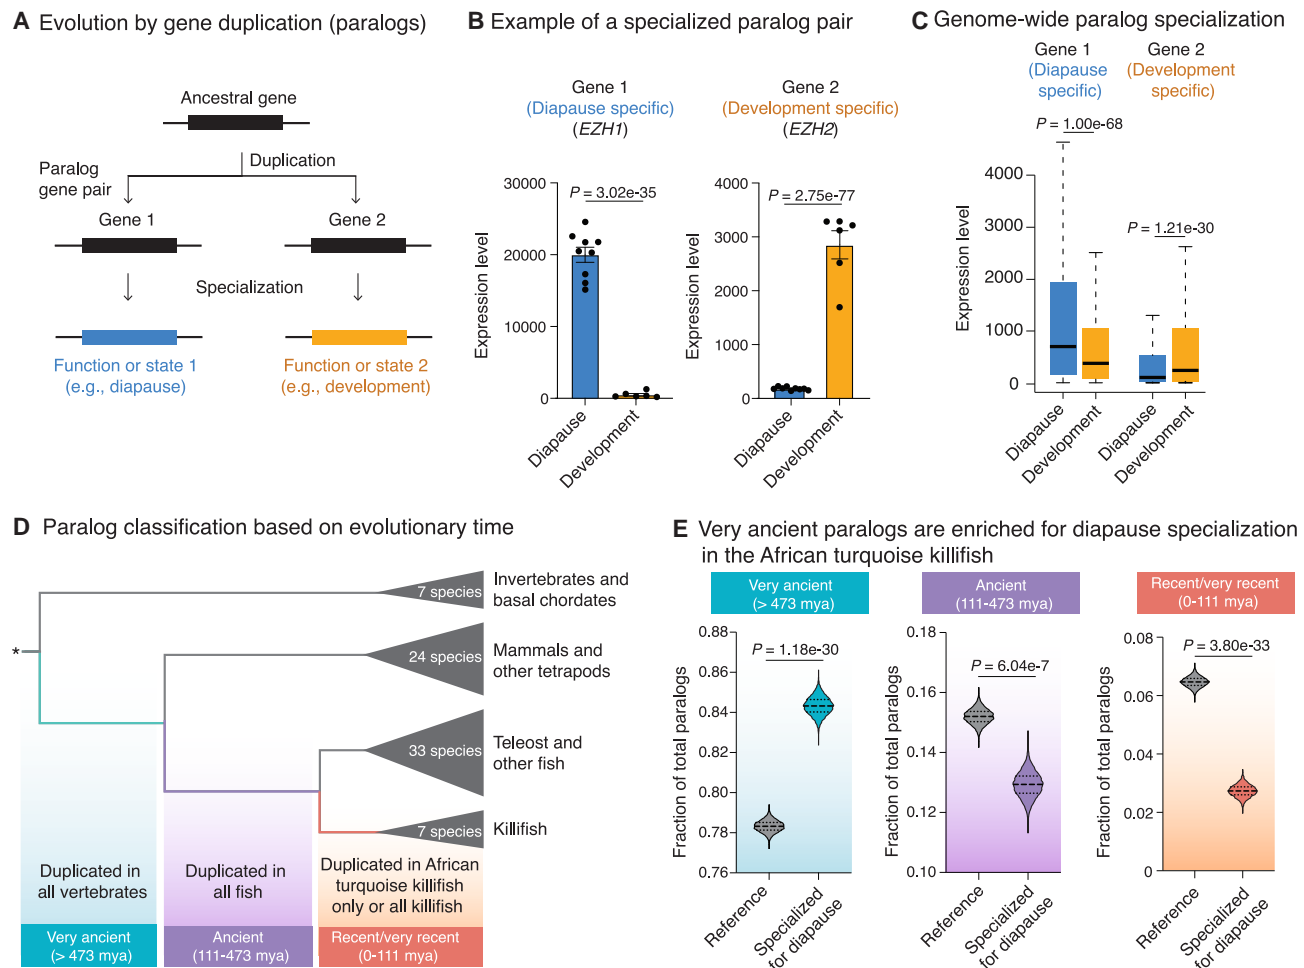 A Evolution by gene duplication (paralogs)
Ancestral gene
Duplication
Paralog
gene pair
Gene 1
Gene 2
Specialization
Function or state 1
(e.g., diapause)
Function or state 2
(e.g., development)
B Example of a specialized paralog pair
Gene 1
(Diapause specific)
(EZH1)
Gene 2
(Development specific)
(EZH2)
Expression level
30000
20000
10000
0
P = 3.02e-35
Diapause
Development
Expression level
4000
3000
2000
1000
0
P = 2.75e-77
Diapause
Development
C Genome-wide paralog specialization
Gene 1
(Diapause
specific)
Gene 2
(Development
specific)
P = 1.00e-68
P = 1.21e-30
Expression level
4000
3000
2000
1000
0
Diapause
Development
Diapause
Development
D Paralog classification based on evolutionary time
*
7 species
Invertebrates and
basal chordates
24 species
Mammals and
other tetrapods
33 species
Teleost and
other fish
7 species
Killifish
Duplicated in
all vertebrates
Duplicated in
all fish
Duplicated in African
turquoise killifish
only or all killifish
Very ancient
(> 473 mya)
Ancient
(111-473 mya)
Recent/very recent
(0-111 mya)
E Very ancient paralogs are enriched for diapause specialization
in the African turquoise killifish
Very ancient
(> 473 mya)
Fraction of total paralogs
0.88
0.86
0.84
0.82
0.80
0.78
0.76
P = 1.18e-30
Reference
Specialized
for diapause
Ancient
(111-473 mya)
Fraction of total paralogs
0.18
0.16
0.14
0.13
0.12
0.10
P = 6.04e-7
Reference
Specialized
for diapause
Recent/very recent
(0-111 mya)
Fraction of total paralogs
0.08
0.06
0.04
0.02
0
P = 3.80e-33
Reference
Specialized
for diapause